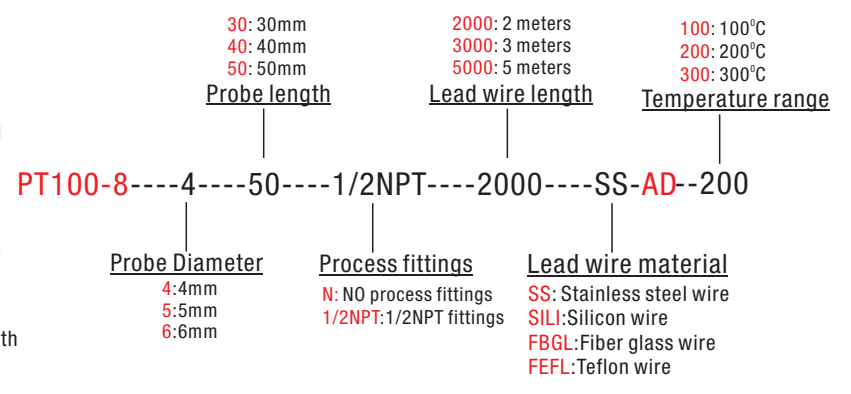 30: 30mm
40: 40mm
50: 50mm
Probe length
2000: 2 meters
3000: 3 meters
5000: 5 meters
Lead wire length
100: 100⁰C
200: 200⁰C
300: 300⁰C
Temperature range
PT100-8----4----50----1/2NPT----2000----SS-AD--200
Probe Diameter
4:4mm
5:5mm
6:6mm
Process fittings
N: NO process fittings
1/2NPT:1/2NPT fittings
Lead wire material
SS: Stainless steel wire
SILI:Silicon wire
FBGL:Fiber glass wire
FEFL:Teflon wire
th